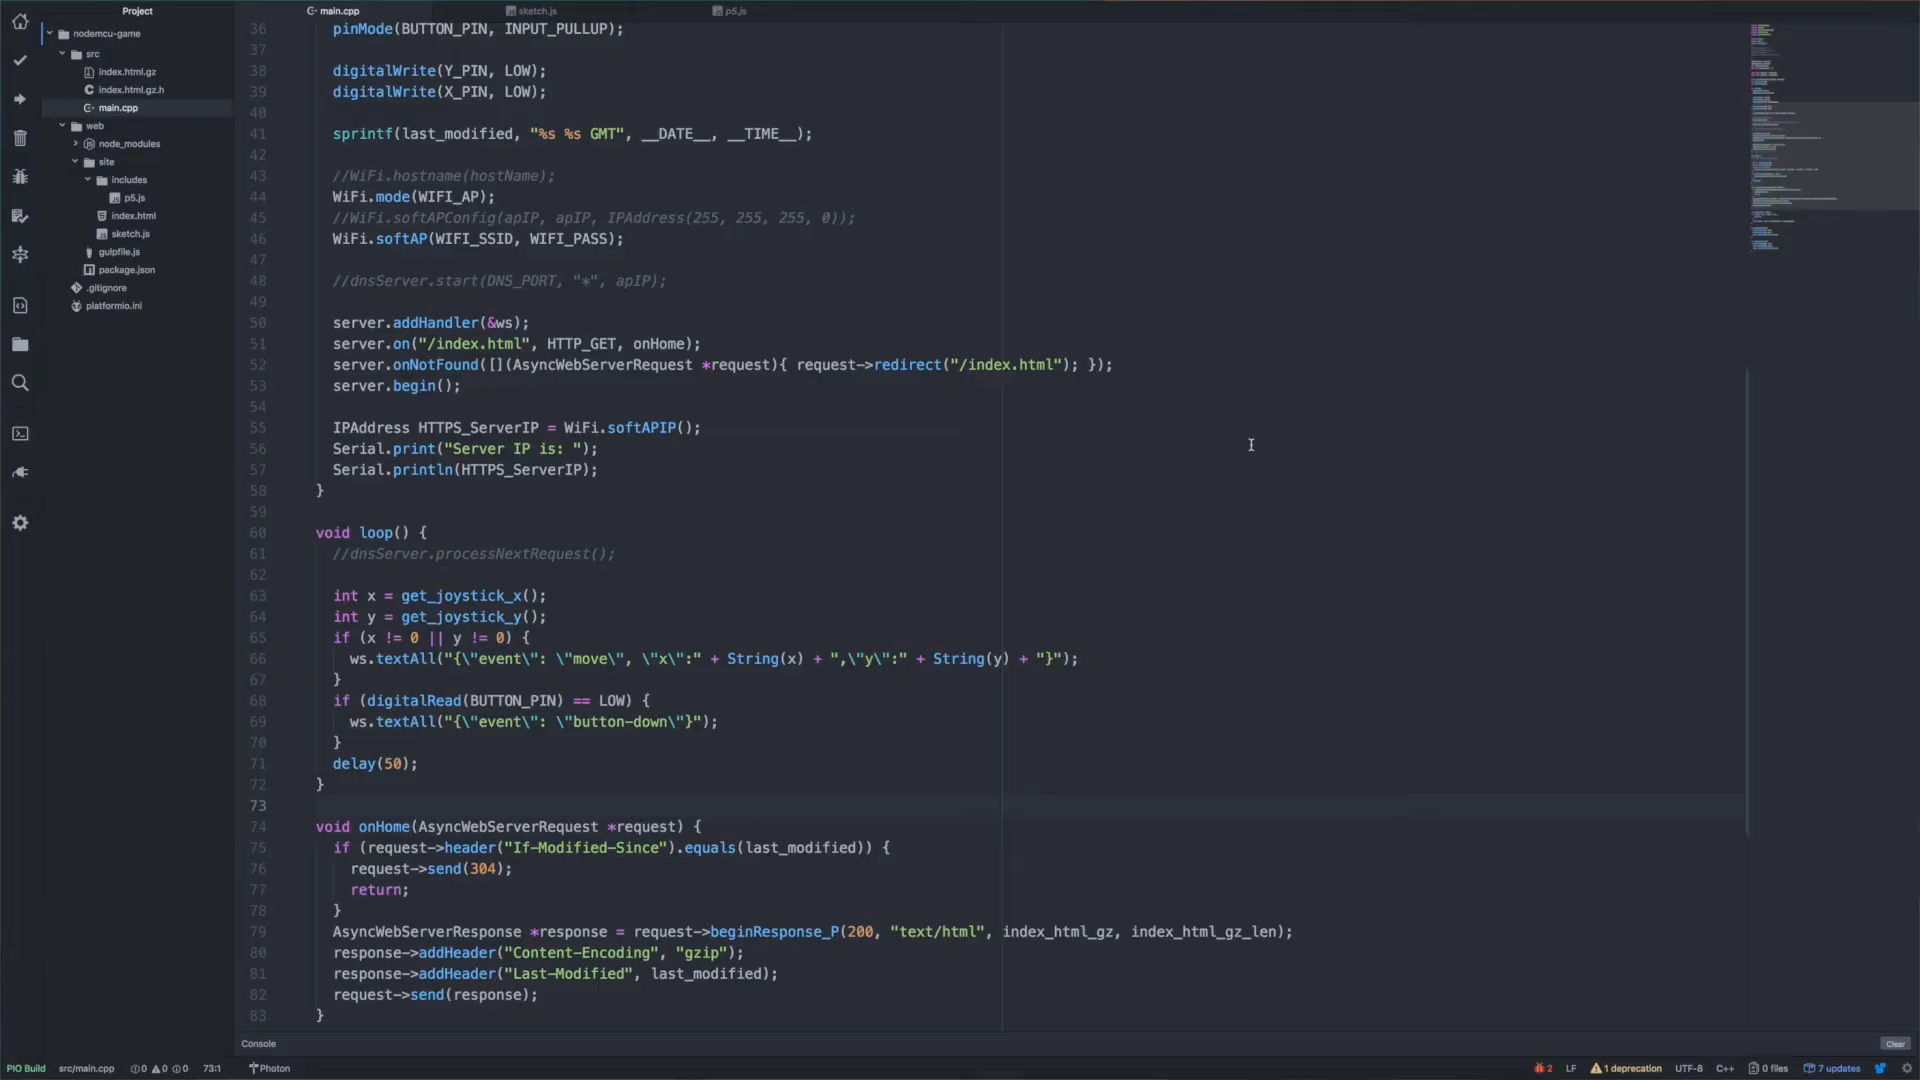 Project
main.cpp
sketch.js
p5.js
nodemcu-game
src
index.html.gz
index.html.gz.h
main.cpp
web
node_modules
site
includes
p5.js
index.html
sketch.js
gulpfile.js
package.json
.gitignore
platformio.ini
36 pinMode(BUTTON_PIN, INPUT_PULLUP);
37
38 digitalWrite(Y_PIN, LOW);
39 digitalWrite(X_PIN, LOW);
40
41 sprintf(last_modified, "%s %s GMT", __DATE__, __TIME__);
42
43 //WiFi.hostname(hostName);
44 WiFi.mode(WIFI_AP);
45 //WiFi.softAPConfig(apIP, apIP, IPAddress(255, 255, 255, 0));
46 WiFi.softAP(WIFI_SSID, WIFI_PASS);
47
48 //dnsServer.start(DNS_PORT, "*", apIP);
49
50 server.addHandler(&ws);
51 server.on("/index.html", HTTP_GET, onHome);
52 server.onNotFound([](AsyncWebServerRequest *request){ request->redirect("/index.html"); });
53 server.begin();
54
55 IPAddress HTTPS_ServerIP = WiFi.softAPIP();
56 Serial.print("Server IP is: ");
57 Serial.println(HTTPS_ServerIP);
58 }
59
60 void loop() {
61 //dnsServer.processNextRequest();
62
63 int x = get_joystick_x();
64 int y = get_joystick_y();
65 if (x != 0 || y != 0) {
66 ws.textAll("{\"event\": \"move\", \"x\":" + String(x) + ",\"y\":" + String(y) + "}");
67 }
68 if (digitalRead(BUTTON_PIN) == LOW) {
69 ws.textAll("{\"event\": \"button-down\"}");
70 }
71 delay(50);
72 }
73
74 void onHome(AsyncWebServerRequest *request) {
75 if (request->header("If-Modified-Since").equals(last_modified)) {
76 request->send(304);
77 return;
78 }
79 AsyncWebServerResponse *response = request->beginResponse_P(200, "text/html", index_html_gz, index_html_gz_len);
80 response->addHeader("Content-Encoding", "gzip");
81 response->addHeader("Last-Modified", last_modified);
82 request->send(response);
83 }
Console
Clear
PIO Build src/main.cpp 0 0 0 73:1 Photon 2 LF 1 deprecation UTF-8 C++ 0 files 7 updates